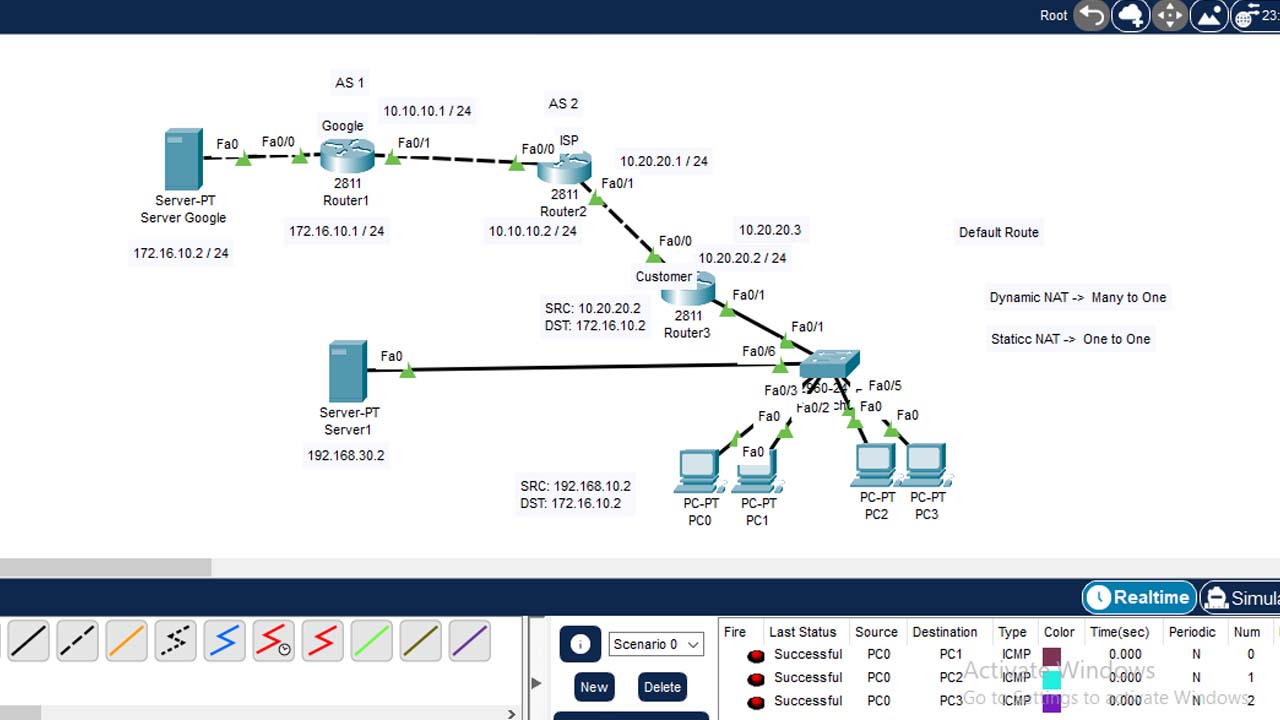 Root
23:
AS 1
10.10.10.1 / 24
AS 2
Google
ISP
Fa0
Fa0/0
Fa0/1
Fa0/0
10.20.20.1 / 24
2811
Router1
Fa0/1
2811
Router2
Server-PT
Server Google
172.16.10.1 / 24
10.10.10.2 / 24
10.20.20.3
Default Route
172.16.10.2 / 24
Fa0/0
10.20.20.2 / 24
Customer
Fa0/1
Dynamic NAT -> Many to One
SRC: 10.20.20.2
DST: 172.16.10.2
2811
Router3
Fa0/1
Staticc NAT -> One to One
Fa0
Fa0/6
Fa0/3
Fa0/5
Fa0/2
Fa0
Fa0
Fa0
Fa0
Server-PT
Server1
192.168.30.2
SRC: 192.168.10.2
DST: 172.16.10.2
PC-PT
PC0
PC-PT
PC1
PC-PT
PC2
PC-PT
PC3
Realtime
Simula
Scenario 0
New
Delete
Fire Last Status Source Destination Type Color Time(sec) Periodic Num
Successful PC0 PC1 ICMP 0.000 N 0
Successful PC0 PC2 ICMP 0.000 N 1
Successful PC0 PC3 ICMP 0.000 N 2
Activate Windows
Go to Settings to activate Windows.